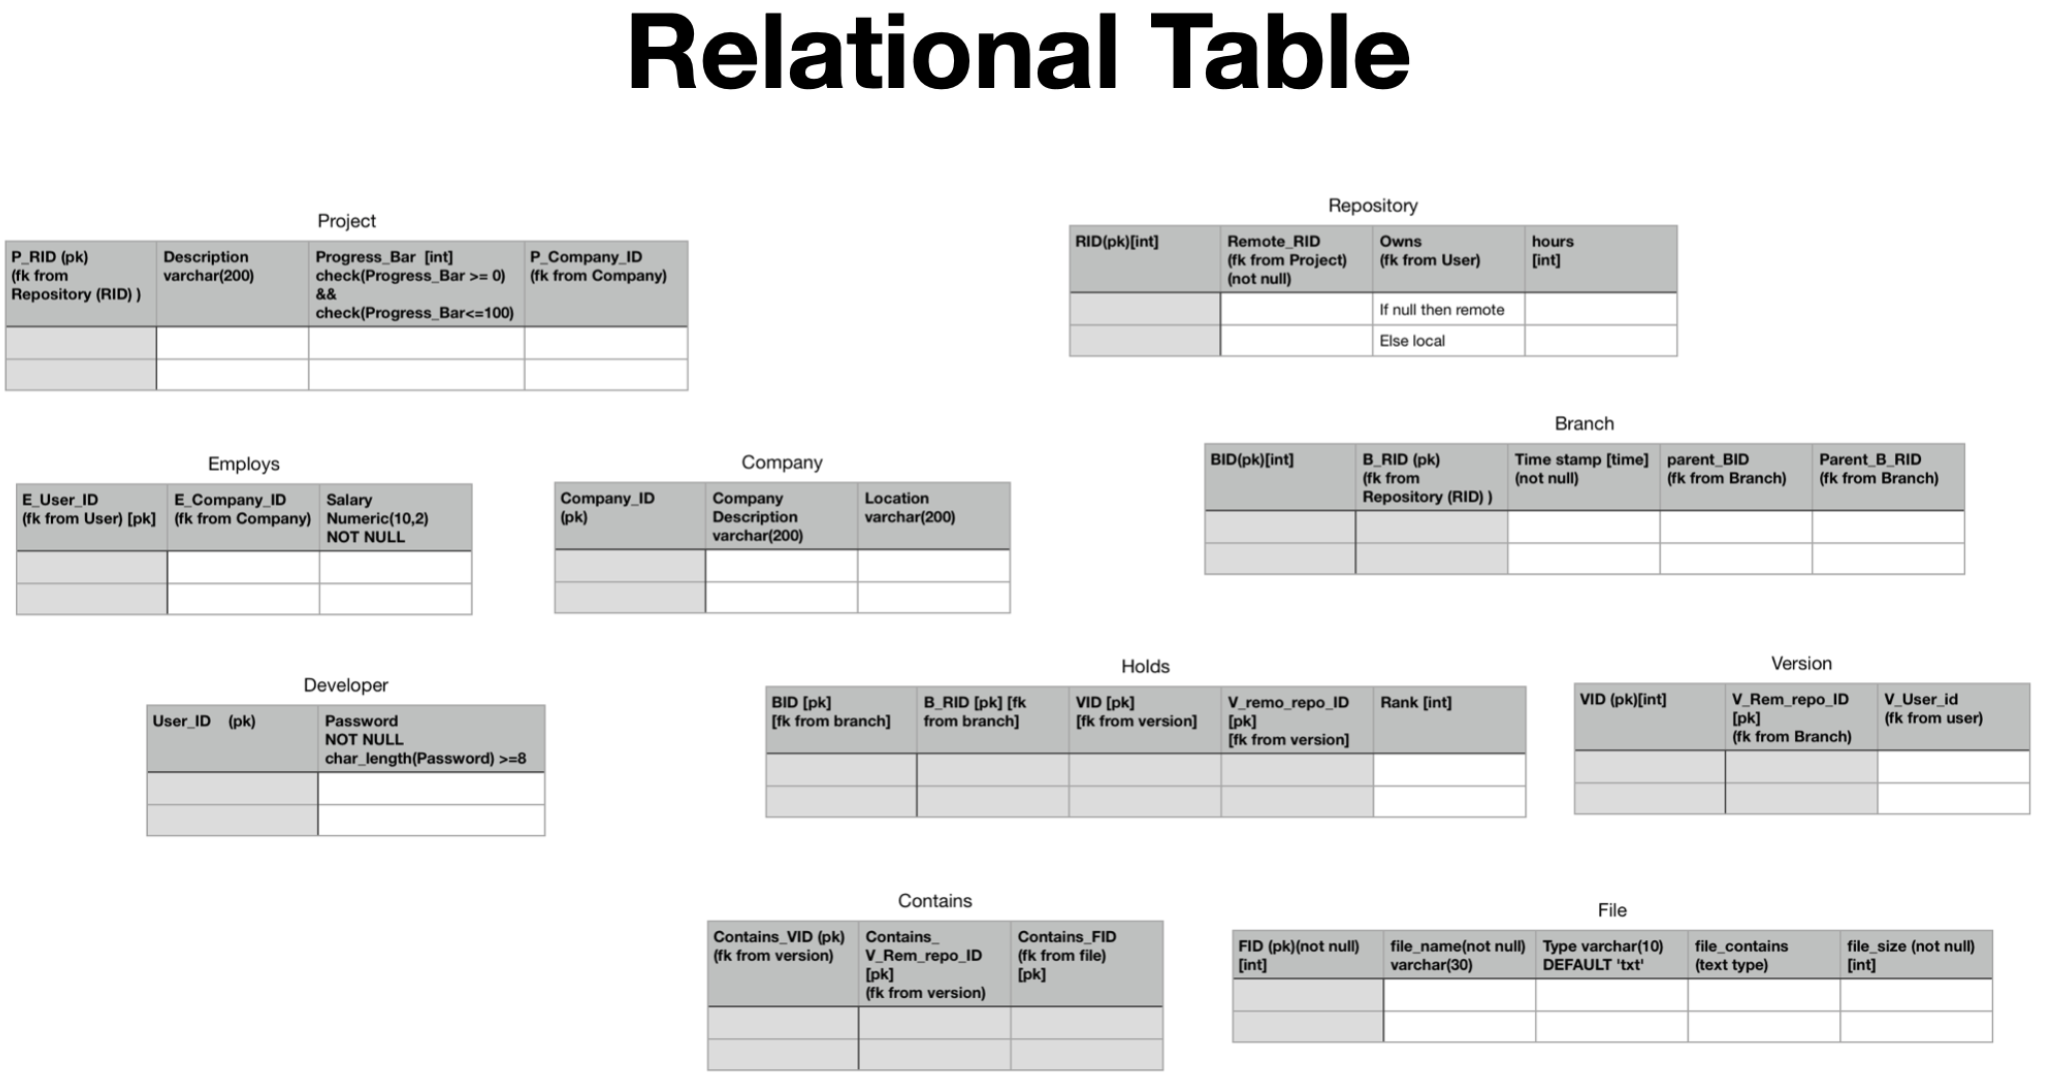 Relational Table
Project
P_RID (pk)
(fk from
Repository (RID) )
Description
varchar(200)
Progress_Bar [int]
check(Progress_Bar >= 0)
&&
check(Progress_Bar<=100)
P_Company_ID
(fk from Company)
Repository
RID(pk)[int]
Remote_RID
(fk from Project)
(not null)
Owns
(fk from User)
hours
[int]
If null then remote
Else local
Employs
E_User_ID
(fk from User) [pk]
E_Company_ID
(fk from Company)
Salary
Numeric(10,2)
NOT NULL
Company
Company_ID
(pk)
Company
Description
varchar(200)
Location
varchar(200)
Branch
BID(pk)[int]
B_RID (pk)
(fk from
Repository (RID) )
Time stamp [time]
(not null)
parent_BID
(fk from Branch)
Parent_B_RID
(fk from Branch)
Developer
User_ID (pk)
Password
NOT NULL
char_length(Password) >=8
Holds
BID [pk]
[fk from branch]
B_RID [pk] [fk
from branch]
VID [pk]
[fk from version]
V_remo_repo_ID
[pk]
[fk from version]
Rank [int]
Version
VID (pk)[int]
V_Rem_repo_ID
[pk]
(fk from Branch)
V_User_id
(fk from user)
Contains
Contains_VID (pk)
(fk from version)
Contains_
V_Rem_repo_ID
[pk]
(fk from version)
Contains_FID
(fk from file)
[pk]
File
FID (pk)(not null)
[int]
file_name(not null)
varchar(30)
Type varchar(10)
DEFAULT 'txt'
file_contains
(text type)
file_size (not null)
[int]